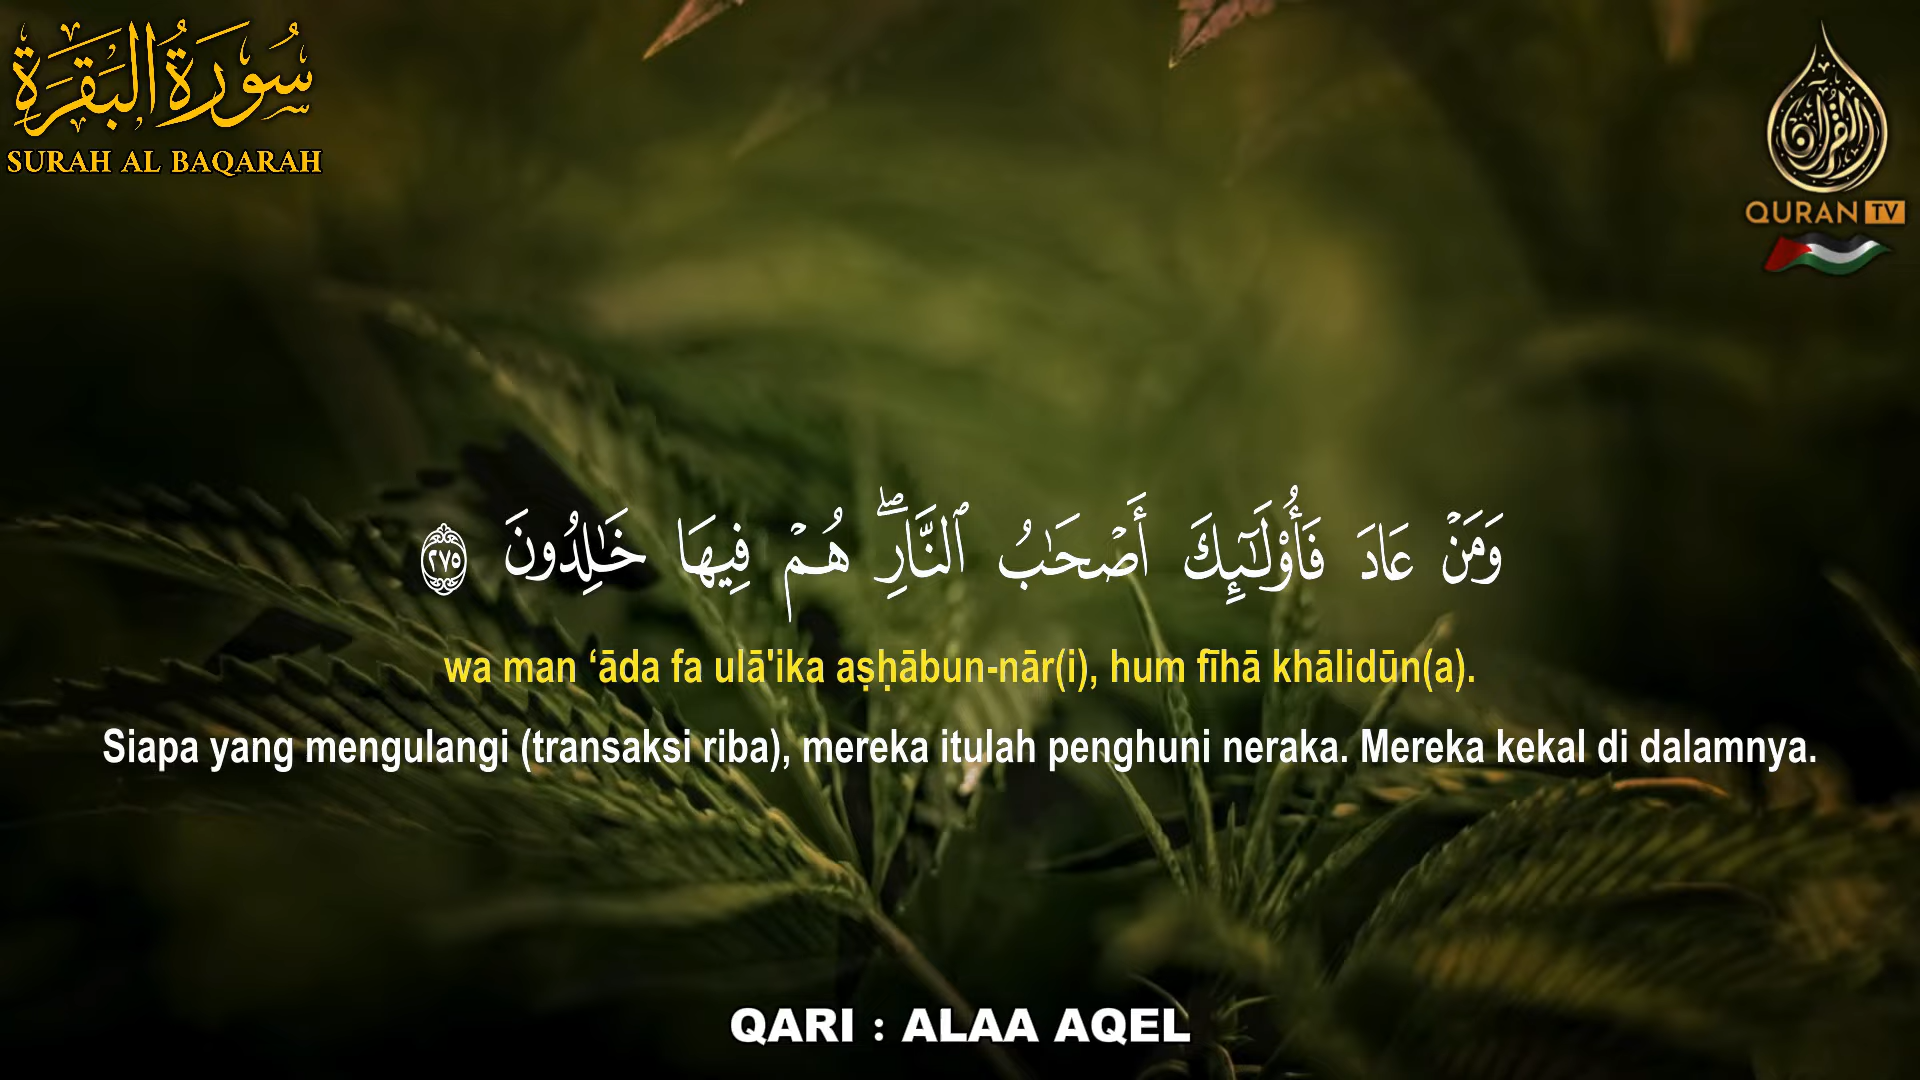 سُورَةُ البَقَرَةِ
SURAH AL BAQARAH
القرآن
QURAN TV
وَمَنْ عَادَ فَأُو۟لَـٰٓئِكَ أَصْحَـٰبُ ٱلنَّارِ ۖ هُمْ فِيهَا خَـٰلِدُونَ ٢٧٥
wa man ‘āda fa ulā'ika aṣḥābun-nār(i), hum fīhā khālidūn(a).
Siapa yang mengulangi (transaksi riba), mereka itulah penghuni neraka. Mereka kekal di dalamnya.
QARI : ALAA AQEL